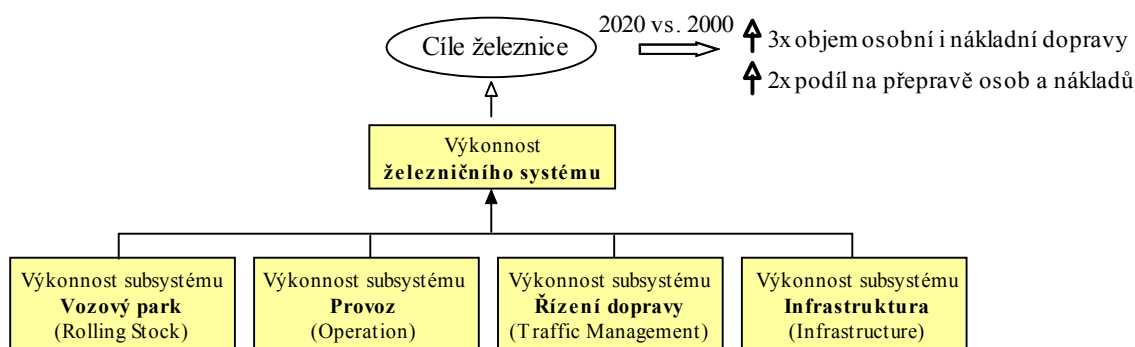 Cíle železnice
2020 vs. 2000
3x objem osobní i nákladní dopravy
2x podíl na přepravě osob a nákladů
Výkonnost
železničního systému
Výkonnost subsystému
Vozový park
(Rolling Stock)
Výkonnost subsystému
Provoz
(Operation)
Výkonnost subsystému
Řízení dopravy
(Traffic Management)
Výkonnost subsystému
Infrastruktura
(Infrastructure)